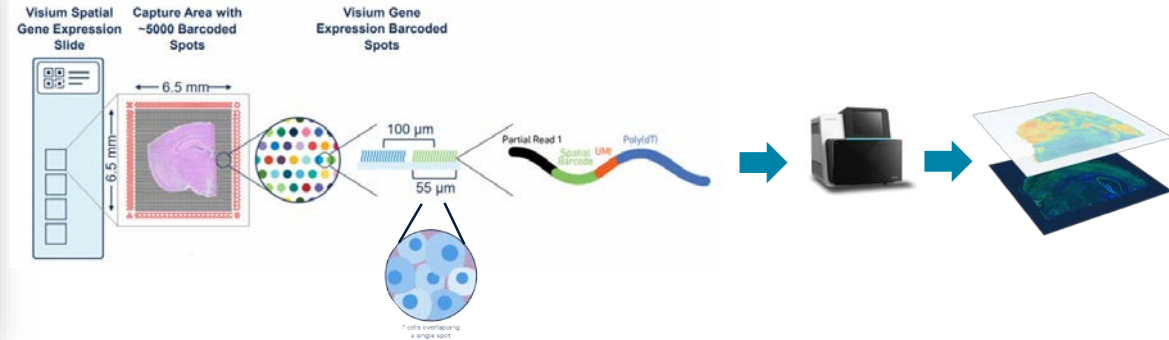 Visium Spatial
Gene Expression
Slide
Capture Area with
~5000 Barcoded
Spots
Visium Gene
Expression Barcoded
Spots
6.5 mm
6.5 mm
100 µm
55 µm
Partial Read 1
Spatial
Barcode
UMI
Poly(dT)
7 cells overlapping
a single spot